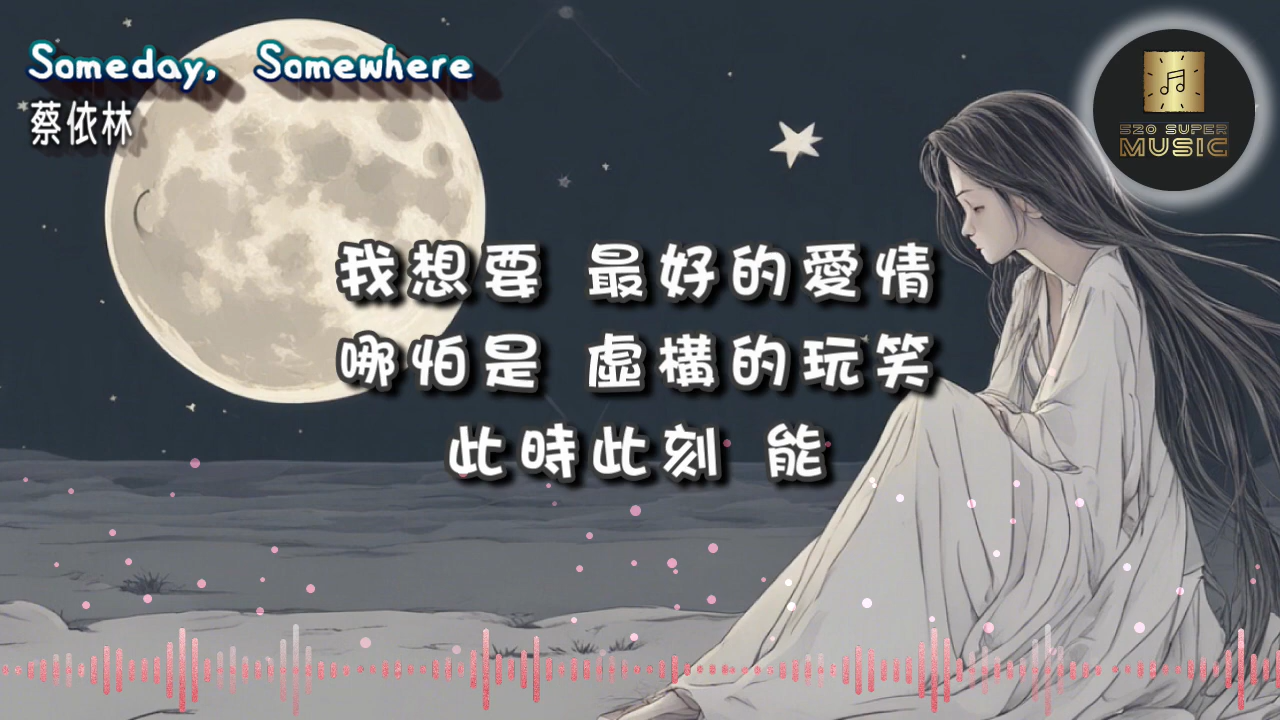 Someday, Somewhere
蔡依林
520 SUPER
MUSIC
我想要 最好的愛情
哪怕是 虛構的玩笑
此時此刻 能